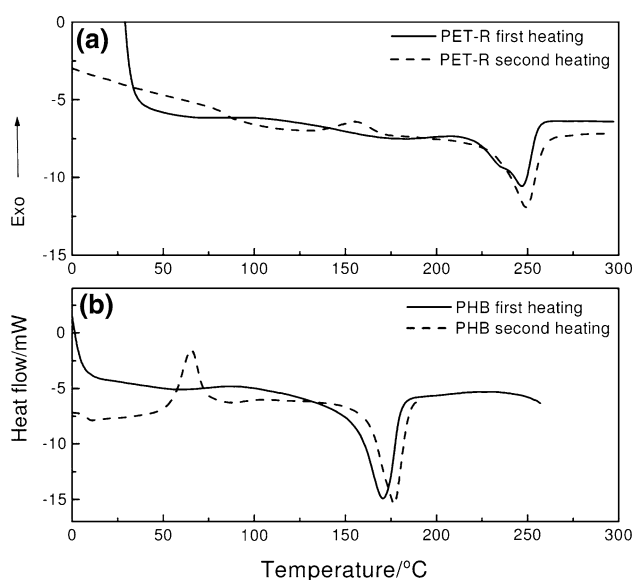 (a)
PET-R first heating
PET-R second heating
0
-5
-10
-15
0 50 100 150 200 250 300
Exo
(b)
PHB first heating
PHB second heating
0
-5
-10
-15
0 50 100 150 200 250 300
Heat flow/mW
Temperature/°C